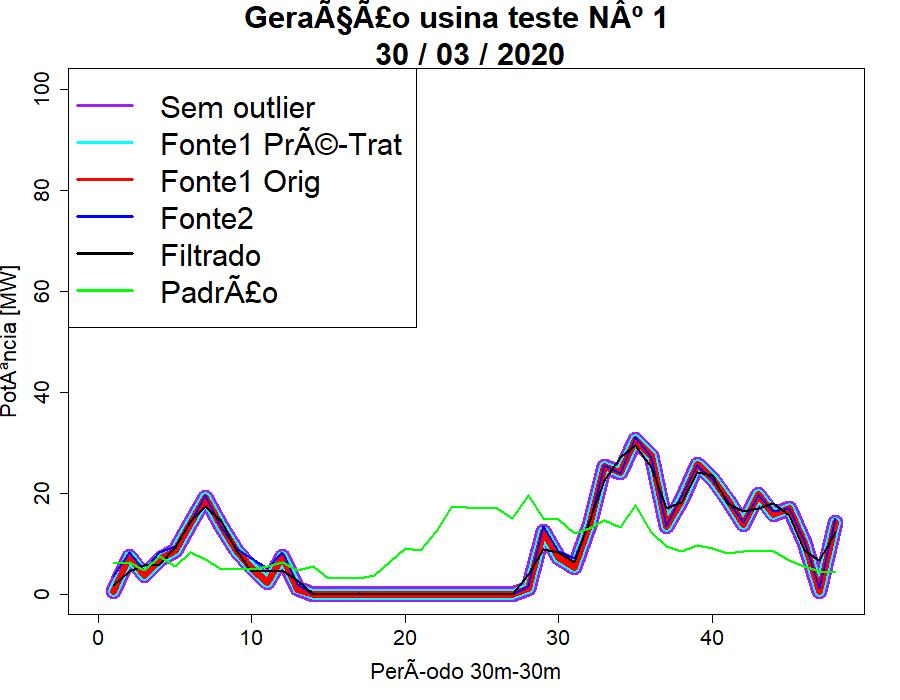 GeraÃ§Ã£o usina teste NÂº 1
30 / 03 / 2020
Sem outlier
Fonte1 PrÃ©-Trat
Fonte1 Orig
Fonte2
Filtrado
PadrÃ£o
PotÃªncia [MW]
100
80
60
40
20
0
0 10 20 30 40
PerÃ­-odo 30m-30m